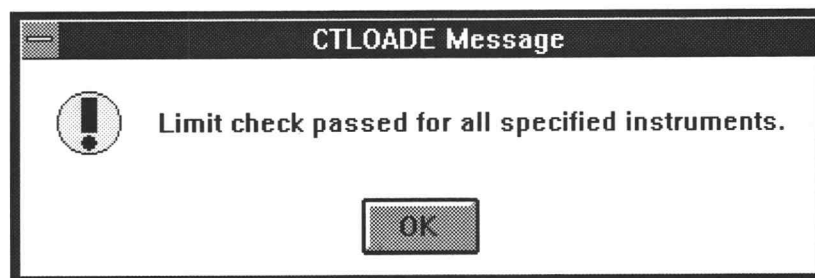 CTLOADE Message
Limit check passed for all specified instruments.
OK